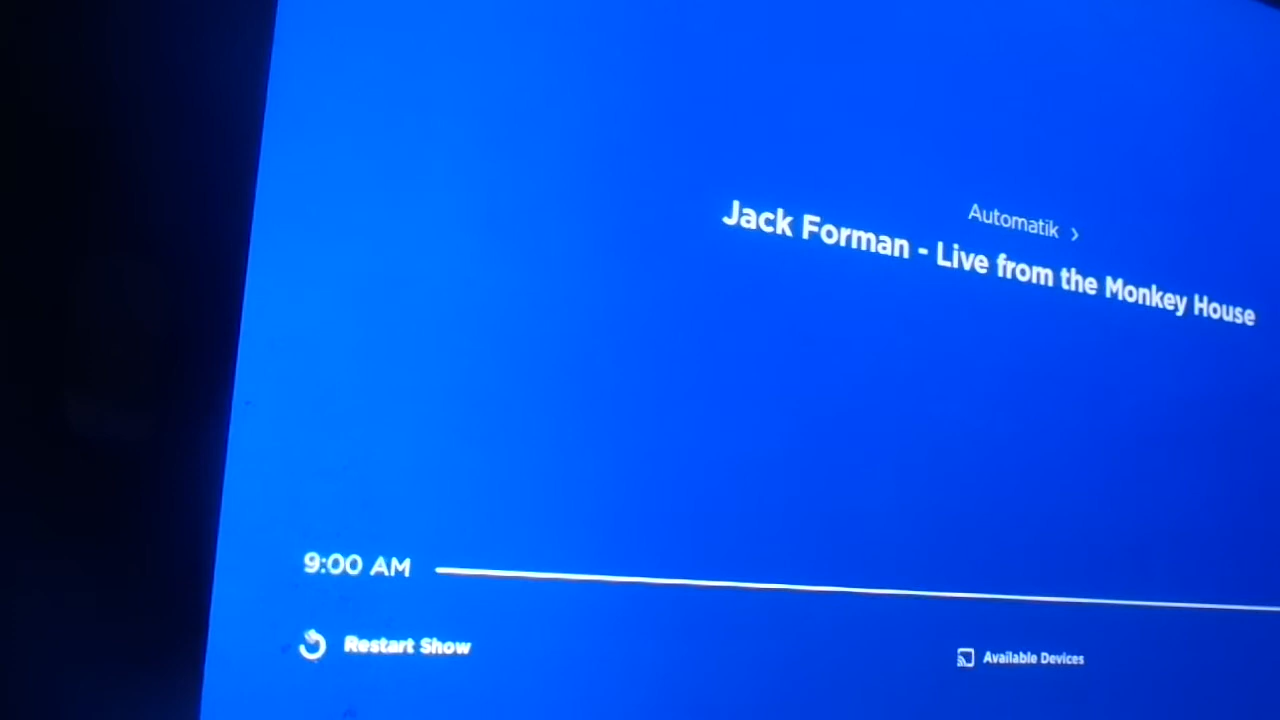 Automatik >
Jack Forman - Live from the Monkey House
9:00 AM
Restart Show
Available Devices